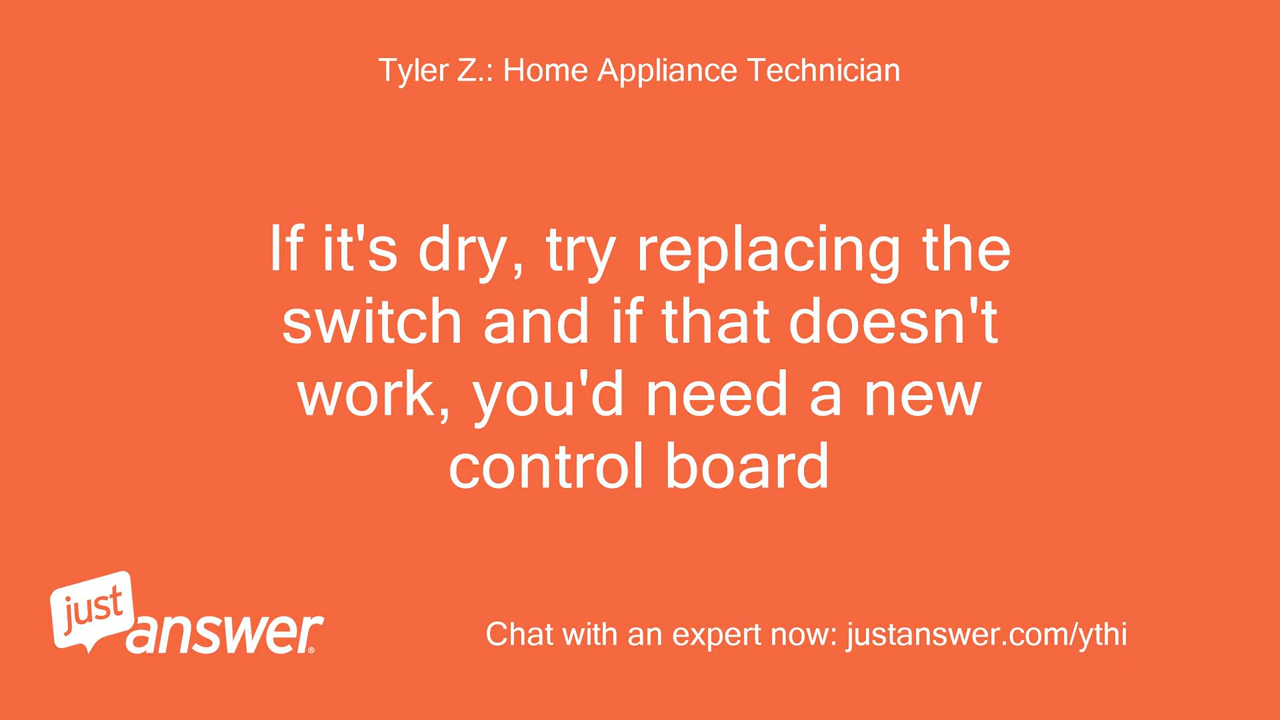 Tyler Z.: Home Appliance Technician
If it's dry, try replacing the
switch and if that doesn't
work, you'd need a new
control board
just
answer®
Chat with an expert now: justanswer.com/ythi